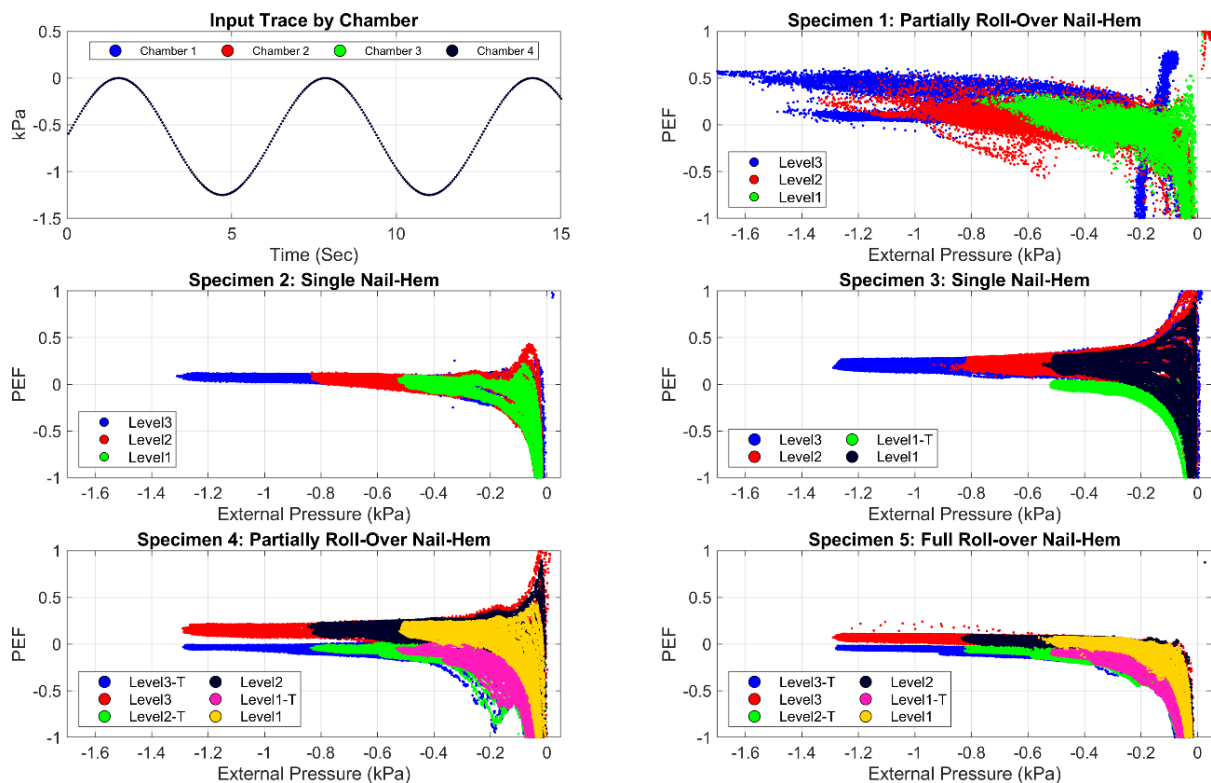 Input Trace by Chamber
0.5
0
-0.5
-1
-1.5
kPa
Chamber 1 Chamber 2 Chamber 3 Chamber 4
0 5 10 15
Time (Sec)
Specimen 1: Partially Roll-Over Nail-Hem
1
0.5
0
-0.5
-1
PEF
Level3
Level2
Level1
-1.6 -1.4 -1.2 -1 -0.8 -0.6 -0.4 -0.2 0
External Pressure (kPa)
Specimen 2: Single Nail-Hem
1
0.5
0
-0.5
-1
PEF
Level3
Level2
Level1
-1.6 -1.4 -1.2 -1 -0.8 -0.6 -0.4 -0.2 0
External Pressure (kPa)
Specimen 3: Single Nail-Hem
1
0.5
0
-0.5
-1
PEF
Level3 Level1-T
Level2 Level1
-1.6 -1.4 -1.2 -1 -0.8 -0.6 -0.4 -0.2 0
External Pressure (kPa)
Specimen 4: Partially Roll-Over Nail-Hem
1
0.5
0
-0.5
-1
PEF
Level3-T Level2
Level3 Level1-T
Level2-T Level1
-1.6 -1.4 -1.2 -1 -0.8 -0.6 -0.4 -0.2 0
External Pressure (kPa)
Specimen 5: Full Roll-over Nail-Hem
1
0.5
0
-0.5
-1
PEF
Level3-T Level2
Level3 Level1-T
Level2-T Level1
-1.6 -1.4 -1.2 -1 -0.8 -0.6 -0.4 -0.2 0
External Pressure (kPa)